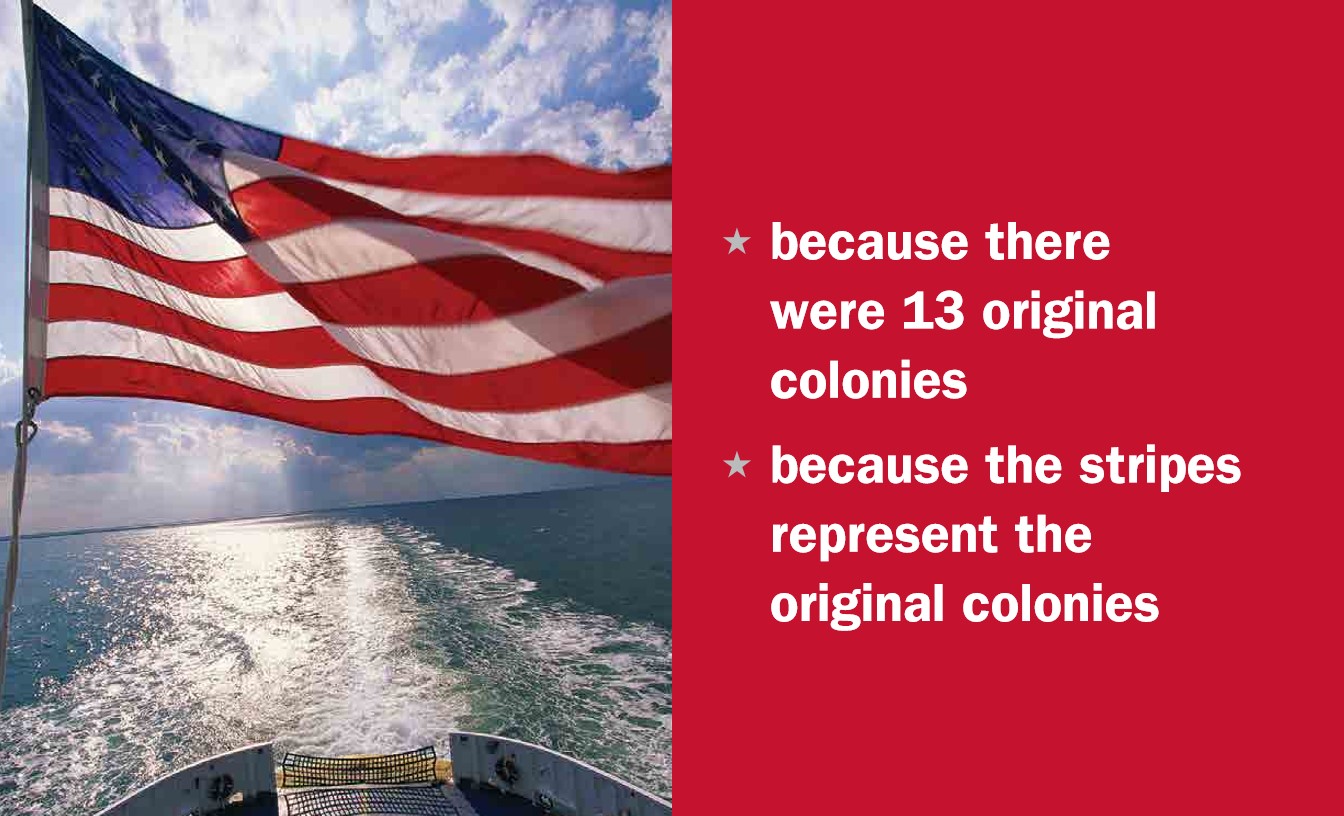 ★ because there
were 13 original
colonies
★ because the stripes
represent the
original colonies